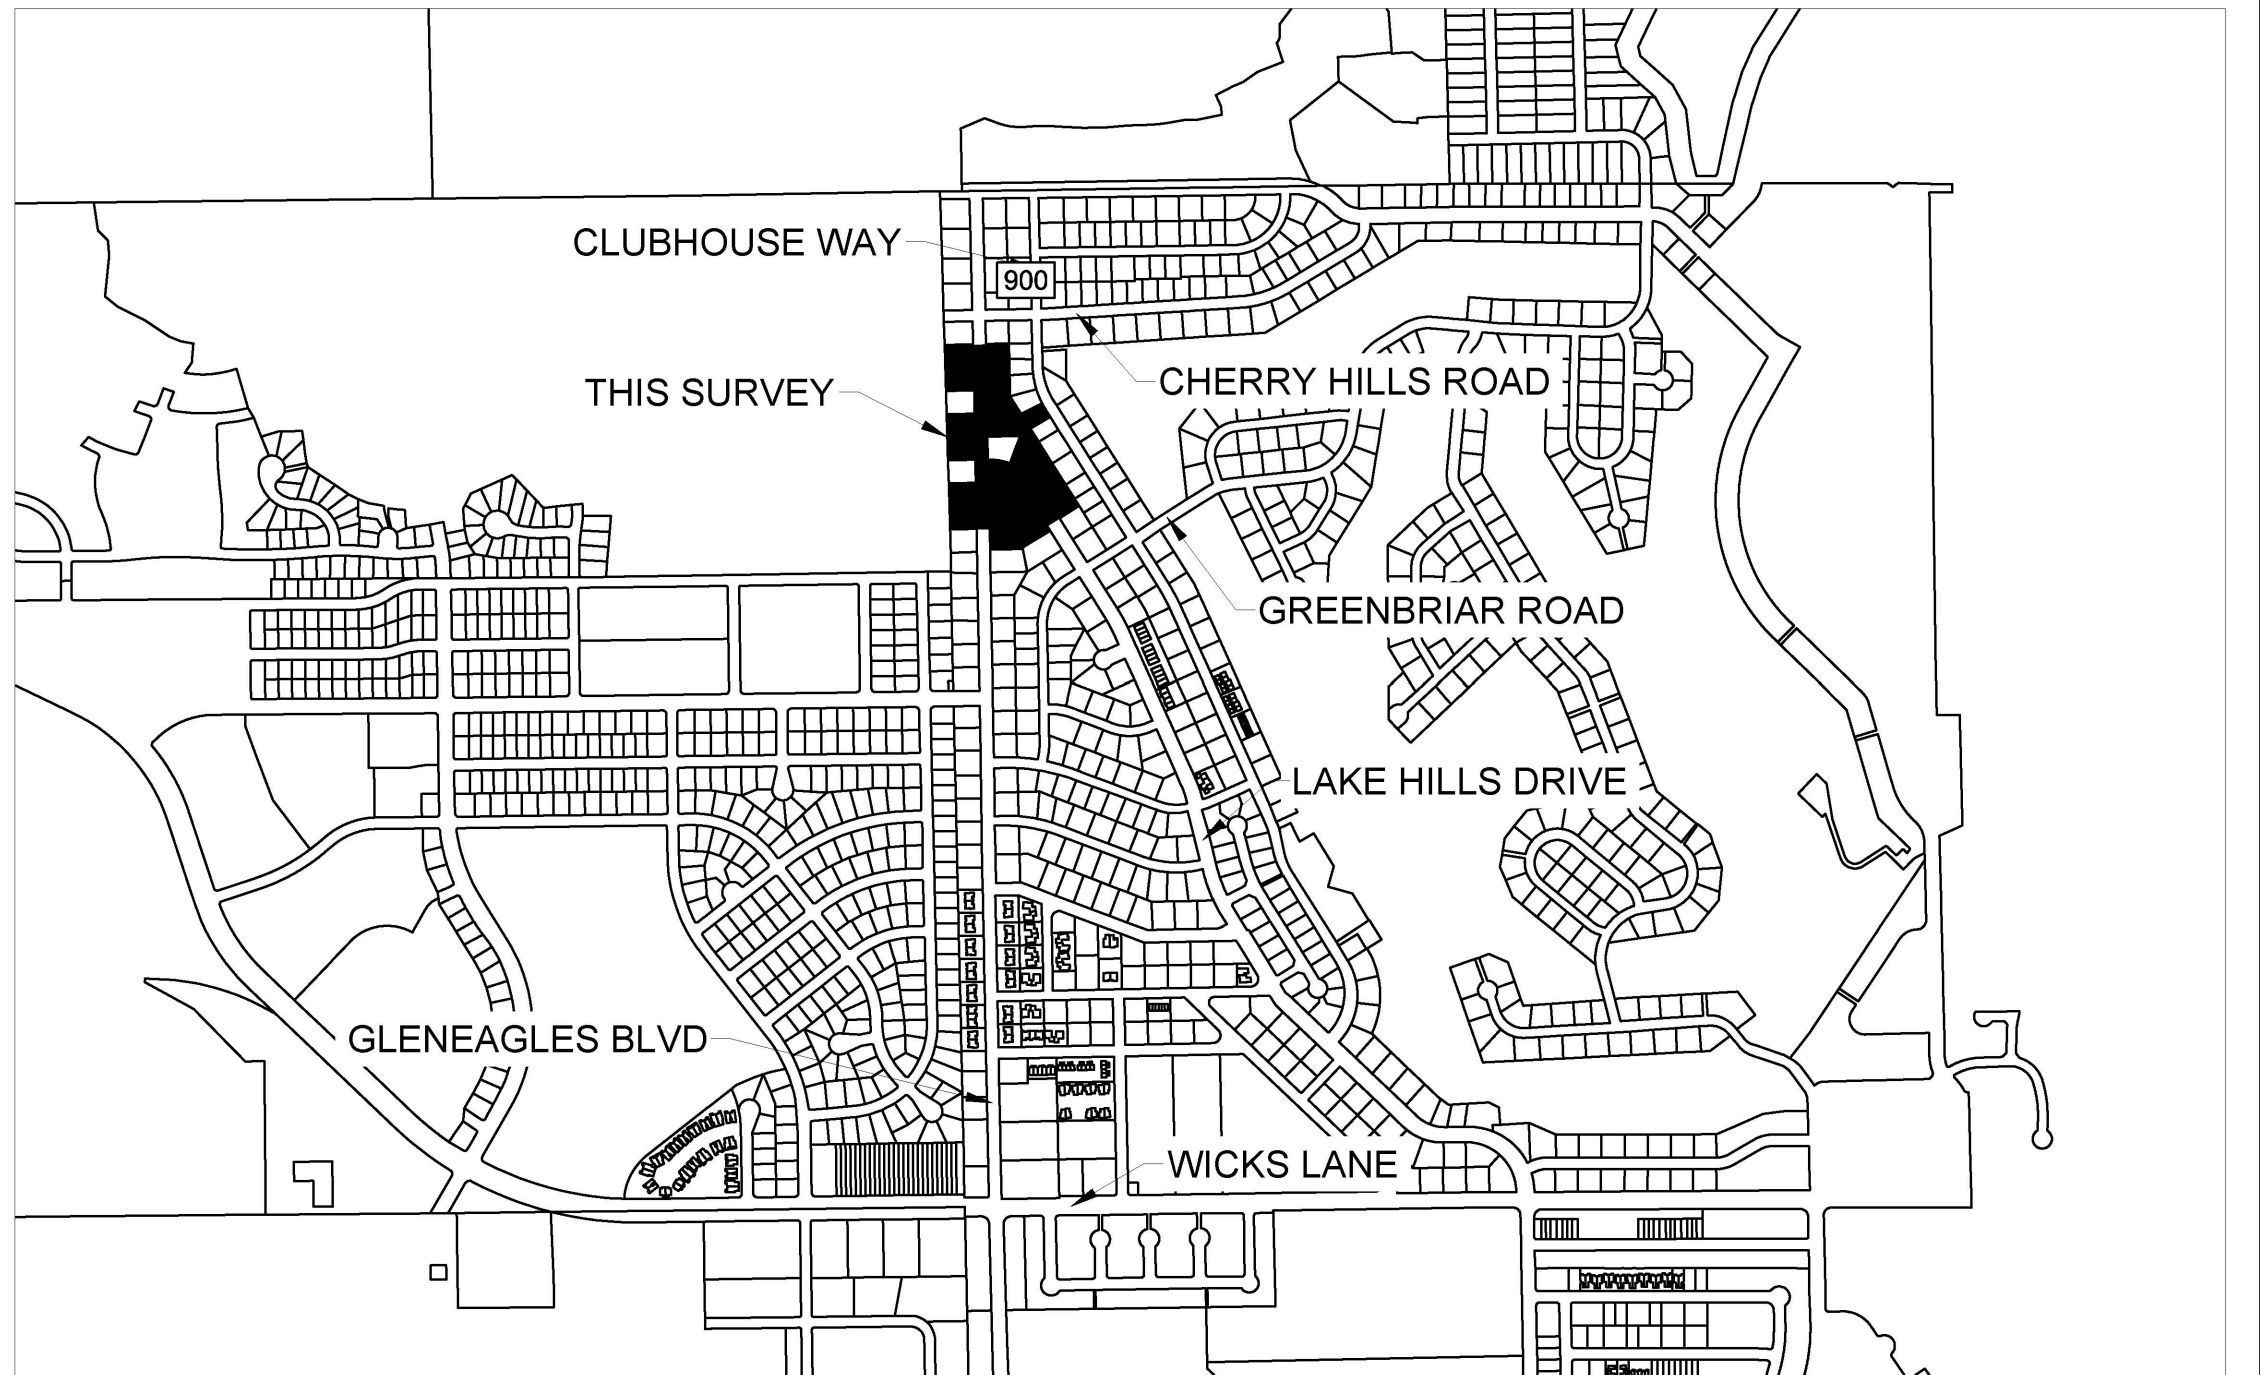 CLUBHOUSE WAY
900
THIS SURVEY
CHERRY HILLS ROAD
GREENBRIAR ROAD
LAKE HILLS DRIVE
GLENEAGLES BLVD
WICKS LANE